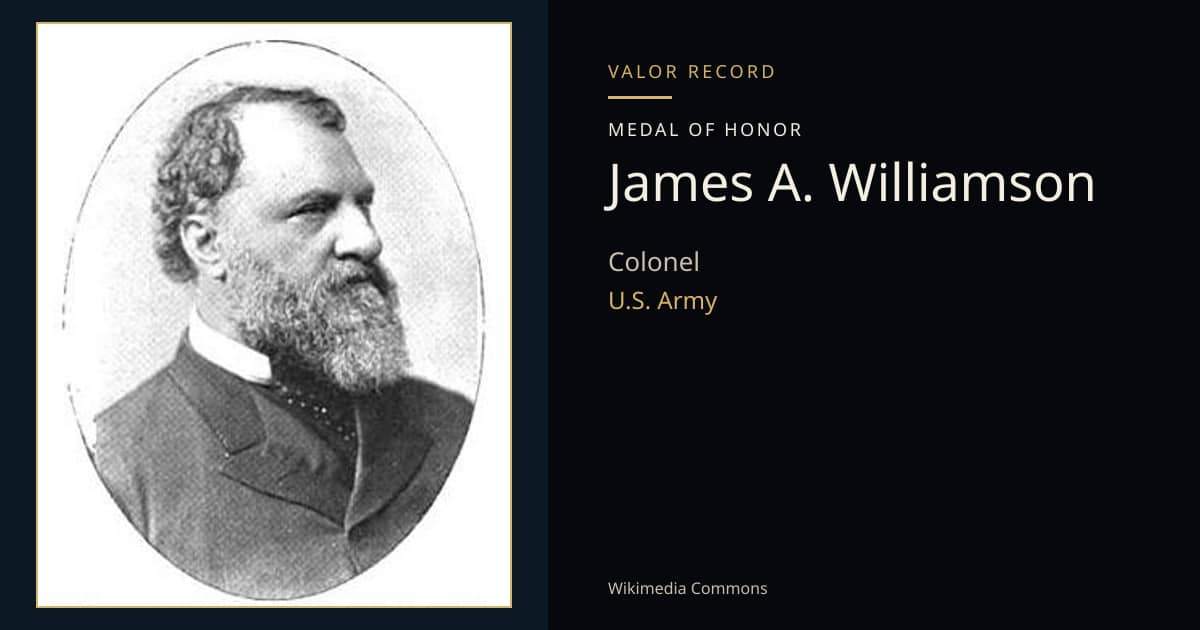 VALOR RECORD
MEDAL OF HONOR
James A. Williamson
Colonel
U.S. Army
Wikimedia Commons